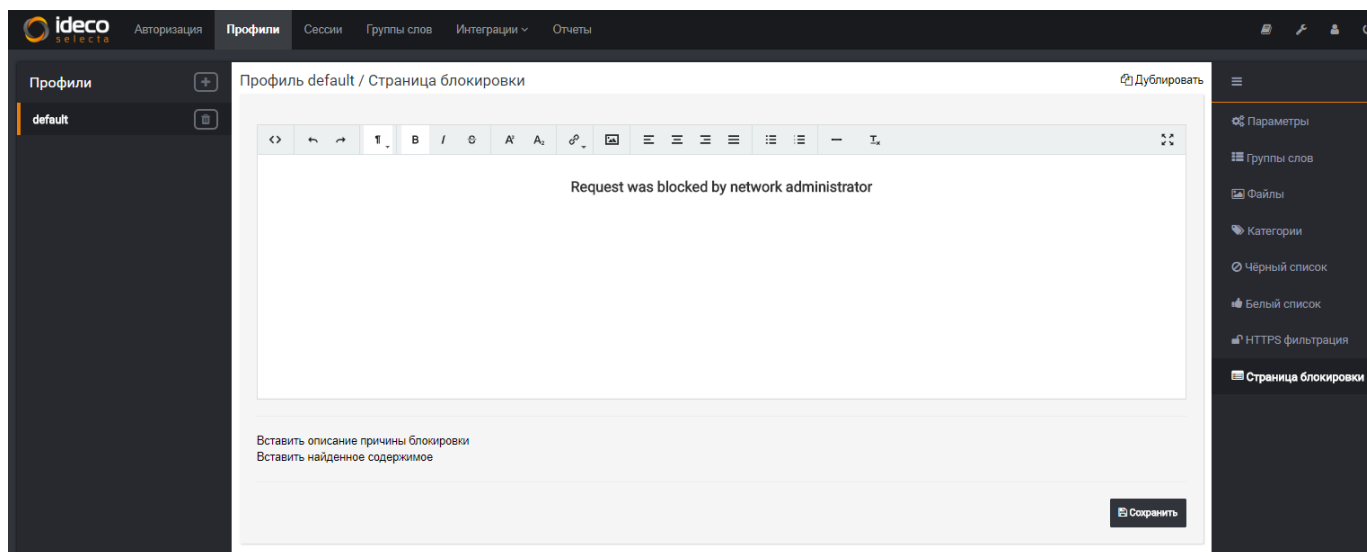 ideco
selecta
Авторизация Профили Сессии Группы слов Интеграции Отчеты
Профили
default
Профиль default / Страница блокировки
Дублировать
B I S A² A₂
Request was blocked by network administrator
Вставить описание причины блокировки
Вставить найденное содержимое
Сохранить
Параметры
Группы слов
Файлы
Категории
Чёрный список
Белый список
HTTPS фильтрация
Страница блокировки